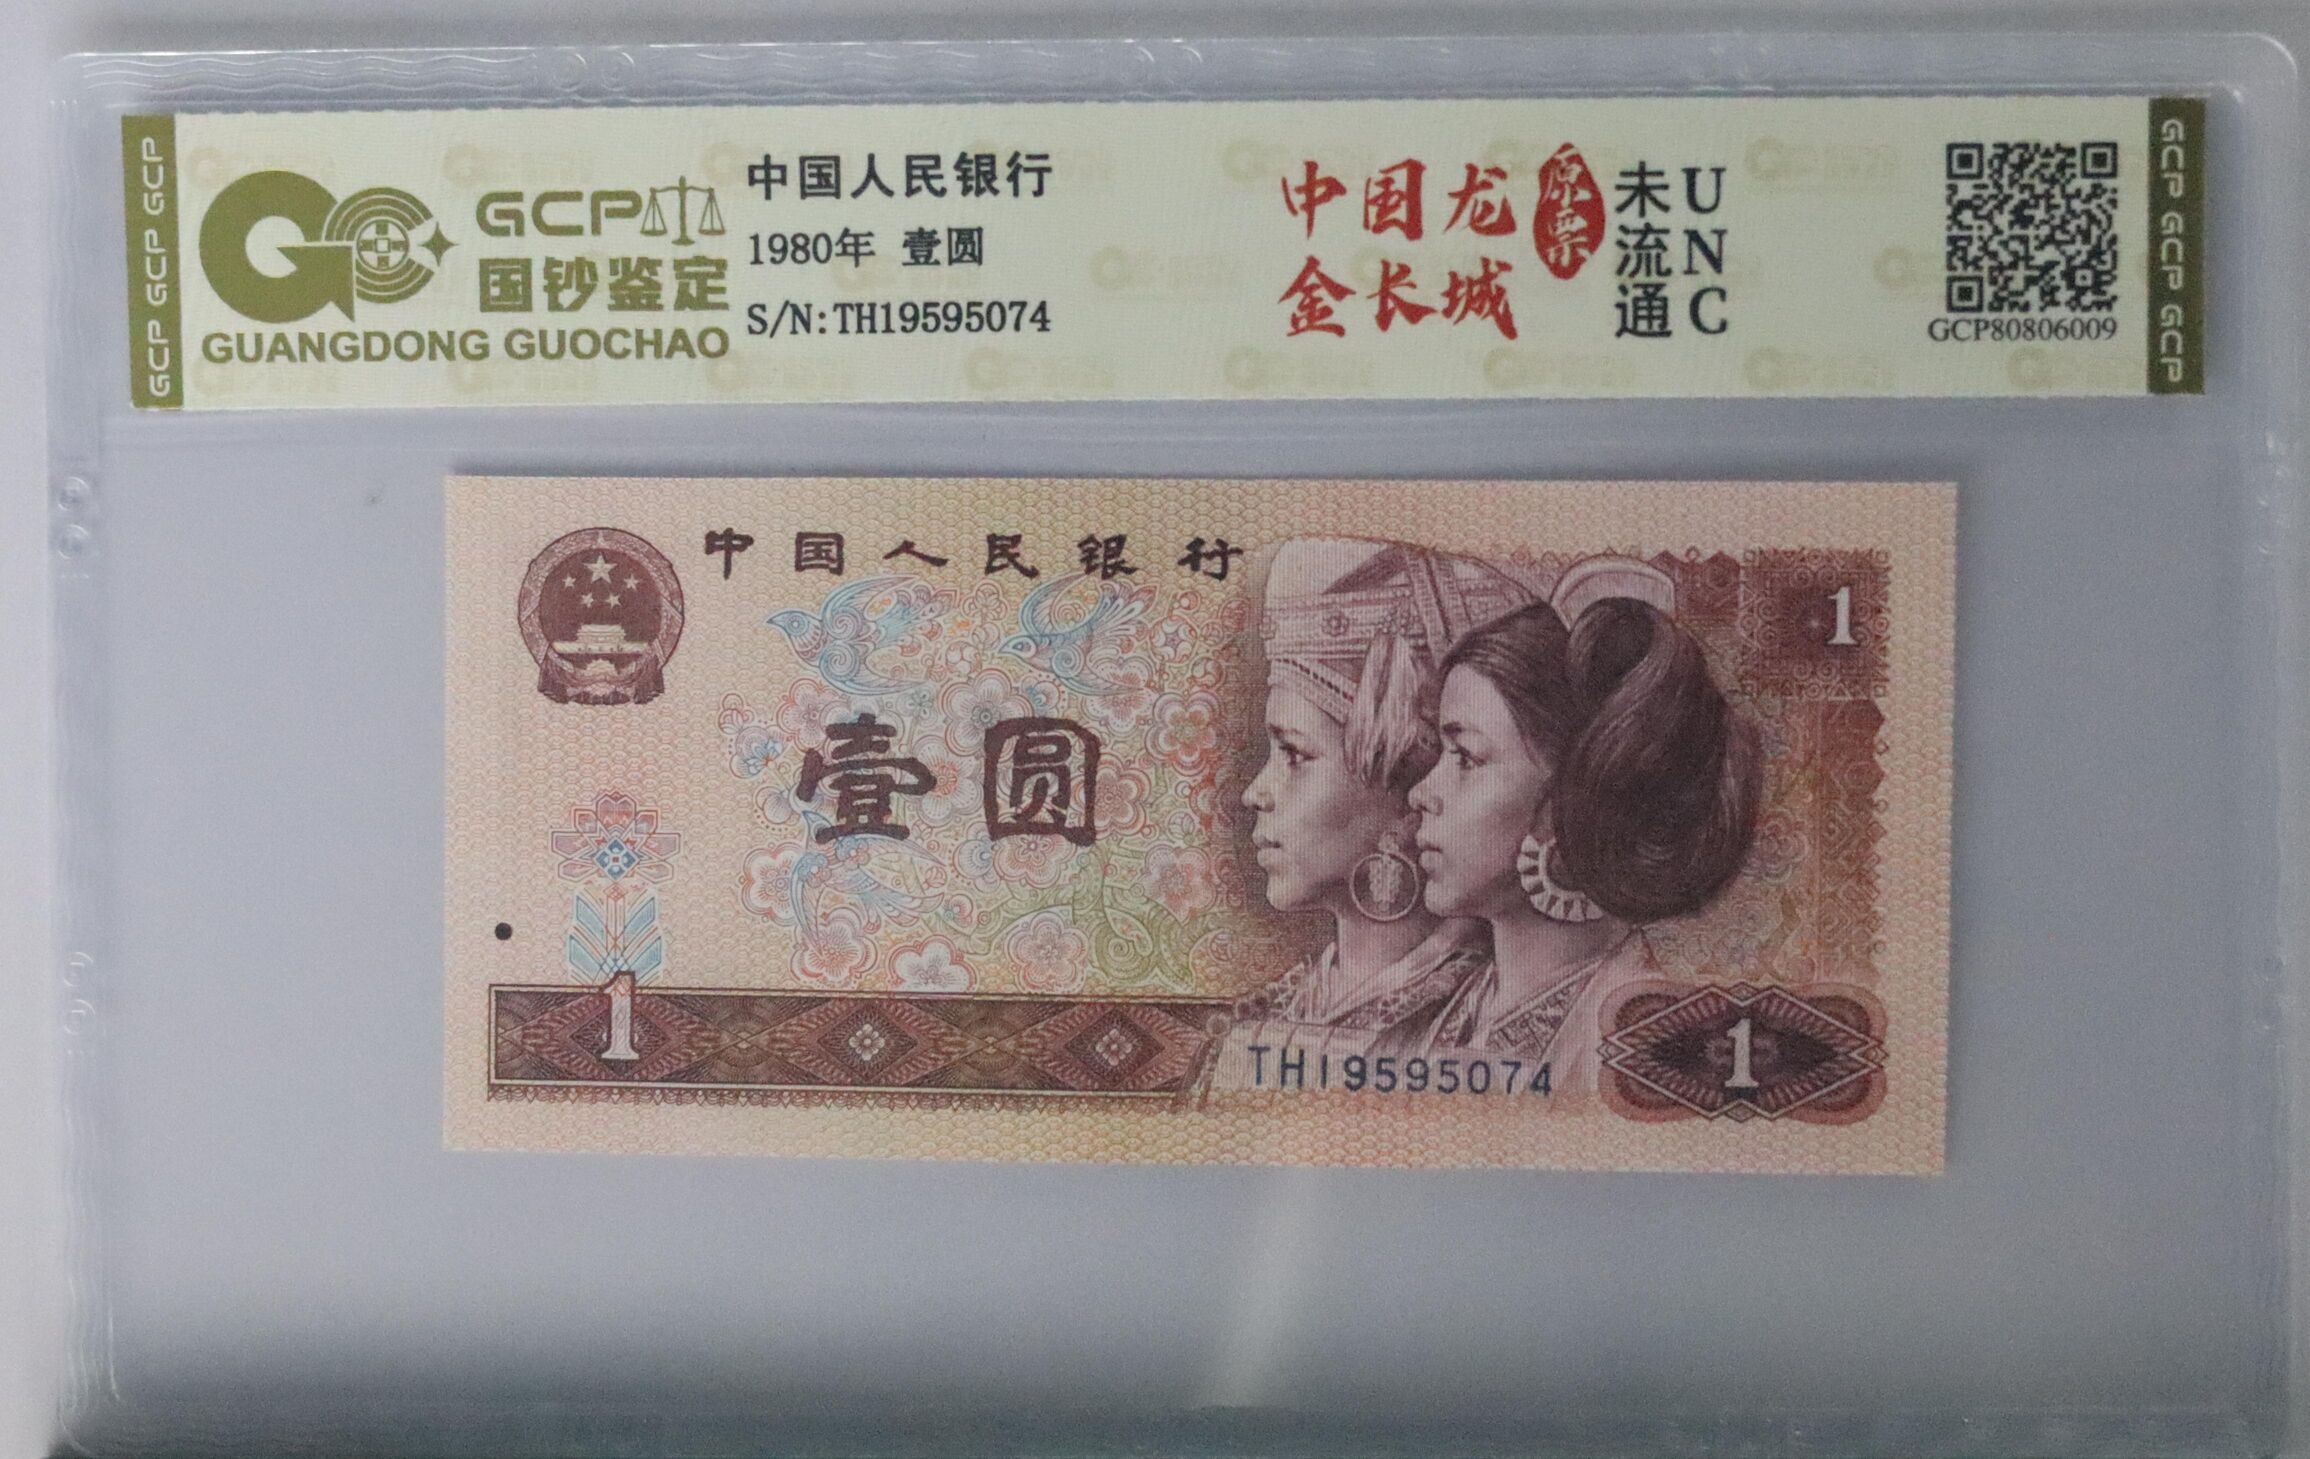 GCP GCP GCP
GCP
国钞鉴定
GUANGDONG GUOCHAO
中国人民银行
1980年 壹圆
S/N:TH19595074
中国龙
金长城
原票
未流通
UNC
GCP80806009
GCP GCP GCP
中国人民银行
1
壹圆
1
TH19595074
1